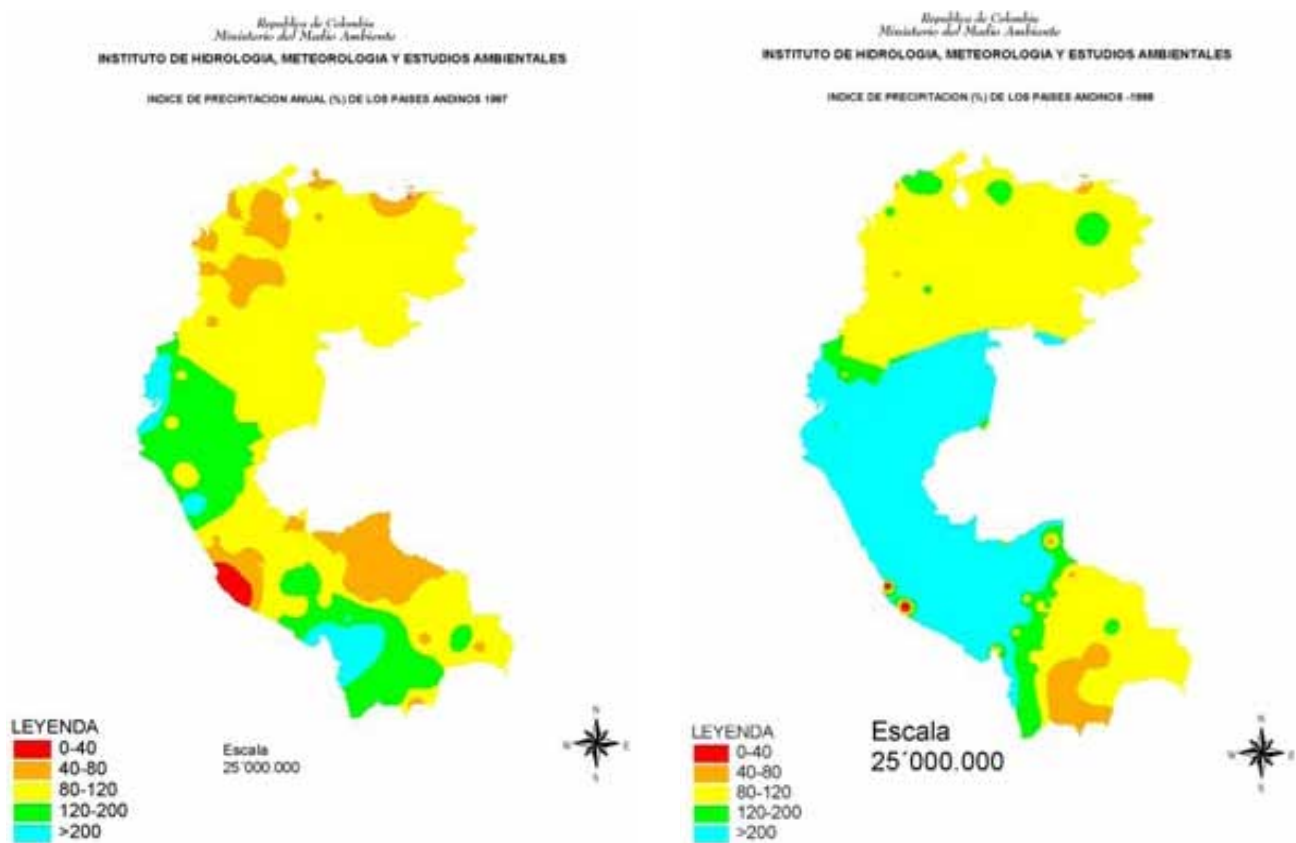 Republica de Colombia
Ministerio del Medio Ambiente
INSTITUTO DE HIDROLOGIA, METEOROLOGIA Y ESTUDIOS AMBIENTALES
INDICE DE PRECIPITACION ANUAL (%) DE LOS PAISES ANDINOS 1997
LEYENDA
0-40
40-80
80-120
120-200
>200
Escala
25´000.000
N
W
E
S
Republica de Colombia
Ministerio del Medio Ambiente
INSTITUTO DE HIDROLOGIA, METEOROLOGIA Y ESTUDIOS AMBIENTALES
INDICE DE PRECIPITACION (%) DE LOS PAISES ANDINOS
LEYENDA
0-40
40-80
80-120
120-200
>200
Escala
25´000.000
N
W
E
S